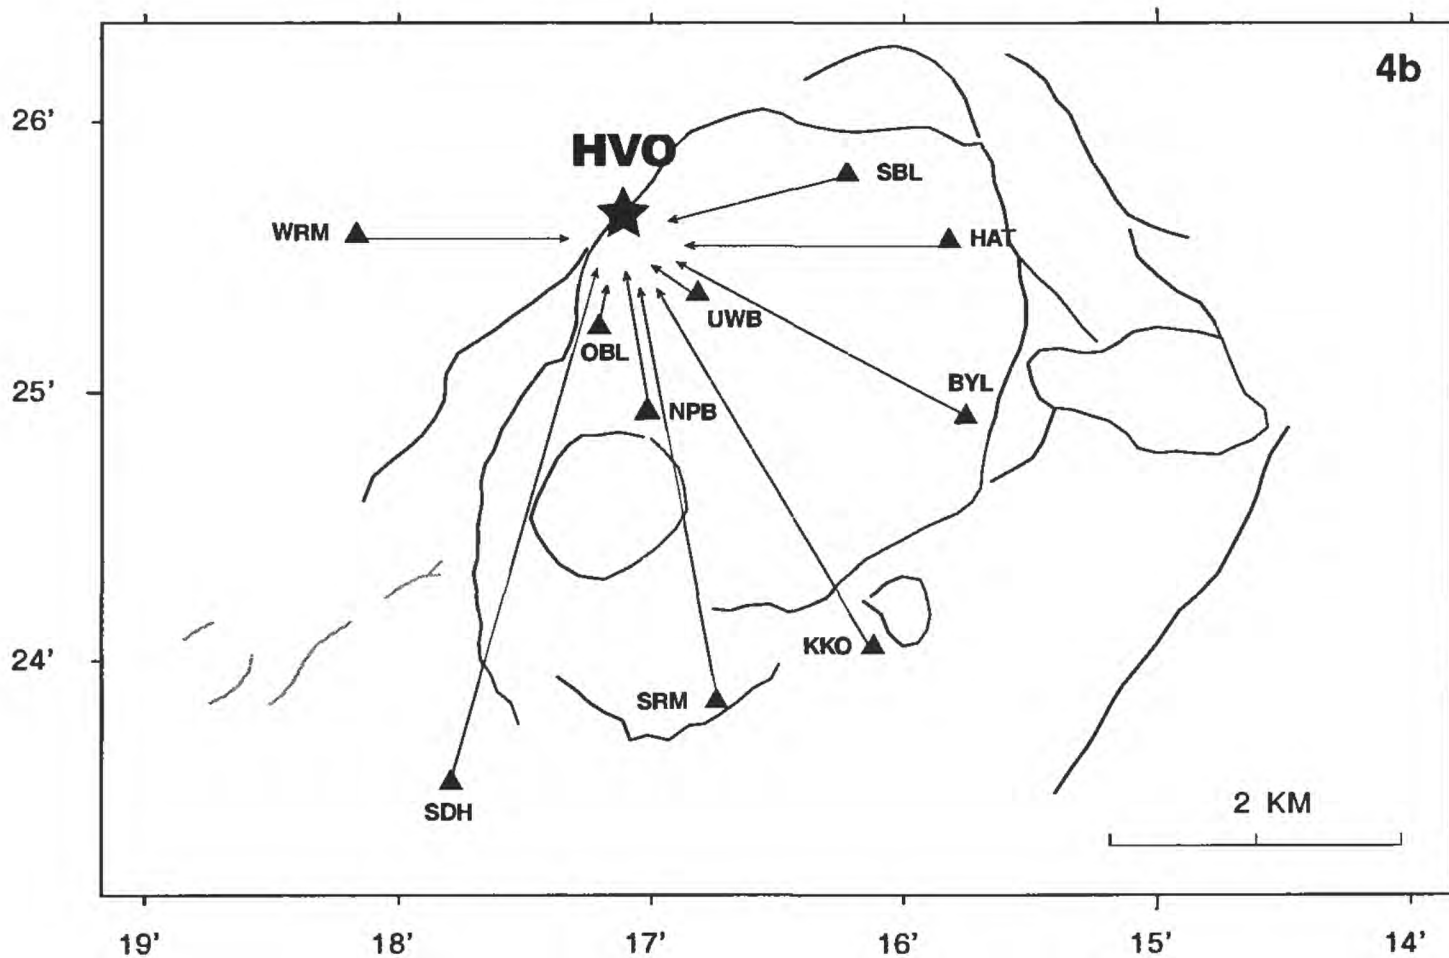 4b
26'
HVO
SBL
WRM
HAT
UWB
OBL
BYL
25'
NPB
KKO
24'
SRM
2 KM
SDH
19'
18'
17'
16'
15'
14'